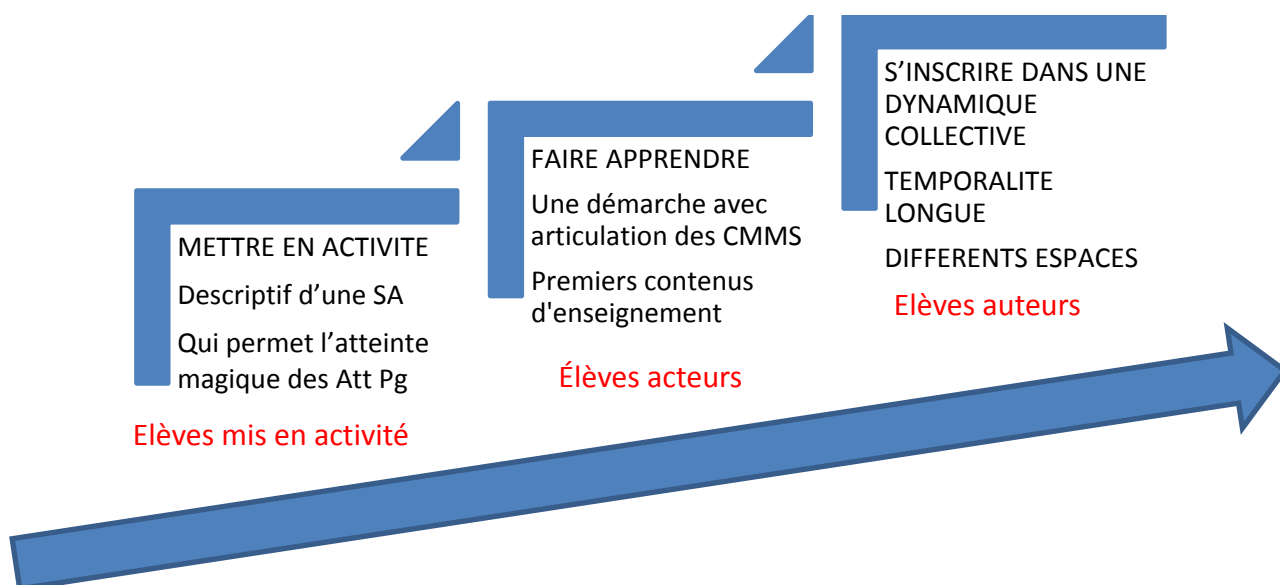 METTRE EN ACTIVITE
Descriptif d’une SA
Qui permet l’atteinte
magique des Att Pg
Elèves mis en activité
FAIRE APPRENDRE
Une démarche avec
articulation des CMMS
Premiers contenus
d'enseignement
Élèves acteurs
S’INSCRIRE DANS UNE
DYNAMIQUE
COLLECTIVE
TEMPORALITE
LONGUE
DIFFERENTS ESPACES
Elèves auteurs